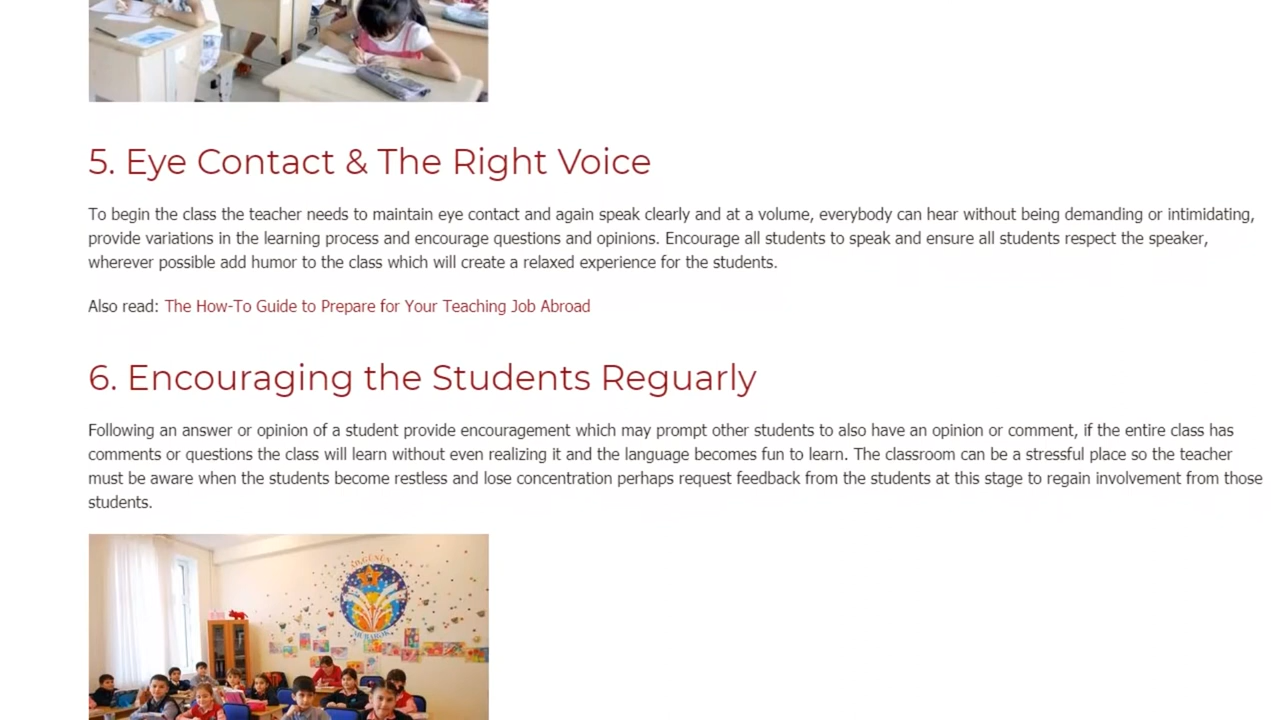 5. Eye Contact & The Right Voice
To begin the class the teacher needs to maintain eye contact and again speak clearly and at a volume, everybody can hear without being demanding or intimidating,
provide variations in the learning process and encourage questions and opinions. Encourage all students to speak and ensure all students respect the speaker,
wherever possible add humor to the class which will create a relaxed experience for the students.
Also read: The How-To Guide to Prepare for Your Teaching Job Abroad
6. Encouraging the Students Reguarly
Following an answer or opinion of a student provide encouragement which may prompt other students to also have an opinion or comment, if the entire class has
comments or questions the class will learn without even realizing it and the language becomes fun to learn. The classroom can be a stressful place so the teacher
must be aware when the students become restless and lose concentration perhaps request feedback from the students at this stage to regain involvement from those
students.